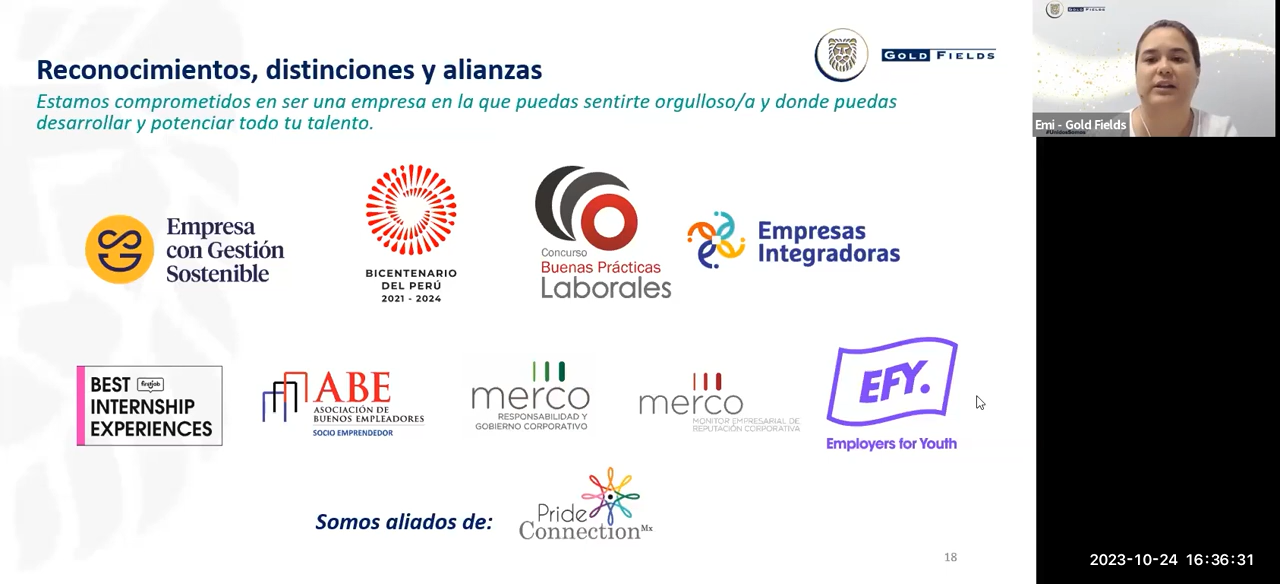 Reconocimientos, distinciones y alianzas
Estamos comprometidos en ser una empresa en la que puedas sentirte orgulloso/a y donde puedas
desarrollar y potenciar todo tu talento.
GOLD FIELDS
GOLD FIELDS
Emi - Gold Fields
Empresa
con Gestión
Sostenible
BICENTENARIO
DEL PERÚ
2021 - 2024
Concurso
Buenas Prácticas
Laborales
Empresas
Integradoras
BEST firstjob
INTERNSHIP
EXPERIENCES
ABE
ASOCIACIÓN DE
BUENOS EMPLEADORES
SOCIO EMPRENDEDOR
merco
RESPONSABILIDAD Y
GOBIERNO CORPORATIVO
merco
MONITOR EMPRESARIAL DE
REPUTACIÓN CORPORATIVA
EFY.
Employers for Youth
Somos aliados de:
Pride
Connection Mx
18
2023-10-24 16:36:31